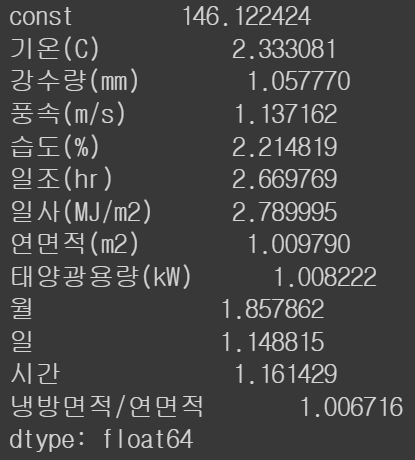 const 146.122424
기온(C) 2.333081
강수량(mm) 1.057770
풍속(m/s) 1.137162
습도(%) 2.214819
일조(hr) 2.669769
일사(MJ/m2) 2.789995
연면적(m2) 1.009790
태양광용량(kW) 1.008222
월 1.857862
일 1.148815
시간 1.161429
냉방면적/연면적 1.006716
dtype: float64